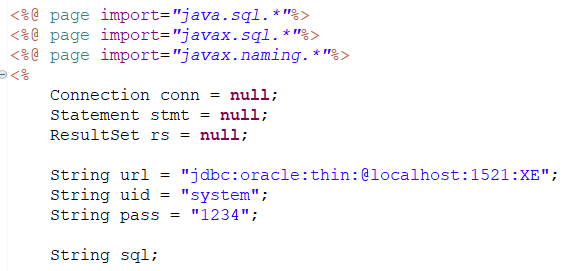 <%@ page import="java.sql.*"%>
<%@ page import="javax.sql.*"%>
<%@ page import="javax.naming.*"%>
<%
    Connection conn = null;
    Statement stmt = null;
    ResultSet rs = null;

    String url = "jdbc:oracle:thin:@localhost:1521:XE";
    String uid = "system";
    String pass = "1234";

    String sql;